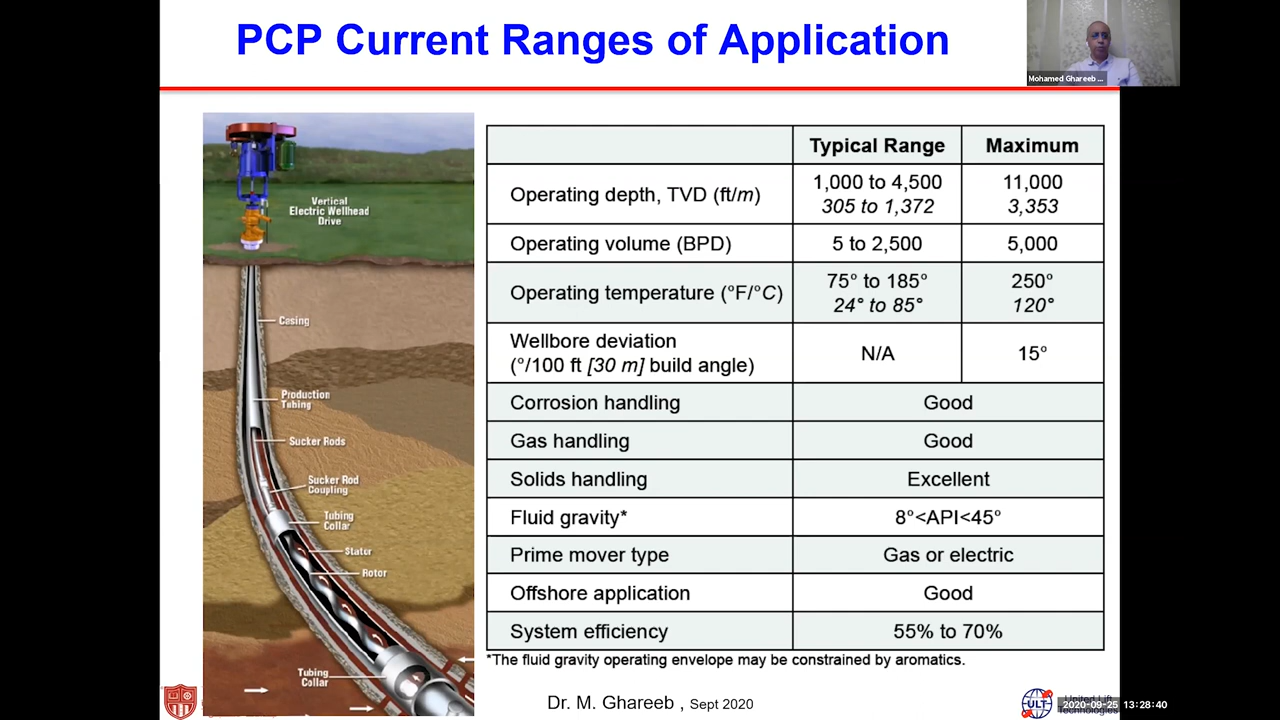 PCP Current Ranges of Application
Mohamed Ghareeb ...
Vertical
Electric Wellhead
Drive
Casing
Production
Tubing
Sucker Rods
Sucker Rod
Coupling
Tubing
Collar
Stator
Rotor
Tubing
Collar
Typical Range Maximum
Operating depth, TVD (ft/m) 1,000 to 4,500 11,000
305 to 1,372 3,353
Operating volume (BPD) 5 to 2,500 5,000
Operating temperature (°F/°C) 75° to 185° 250°
24° to 85° 120°
Wellbore deviation
(°/100 ft [30 m] build angle) N/A 15°
Corrosion handling Good
Gas handling Good
Solids handling Excellent
Fluid gravity* 8°<API<45°
Prime mover type Gas or electric
Offshore application Good
System efficiency 55% to 70%
*The fluid gravity operating envelope may be constrained by aromatics.
Dr. M. Ghareeb , Sept 2020
ULT
United Lift
Technologies
2020-09-25 13:28:40